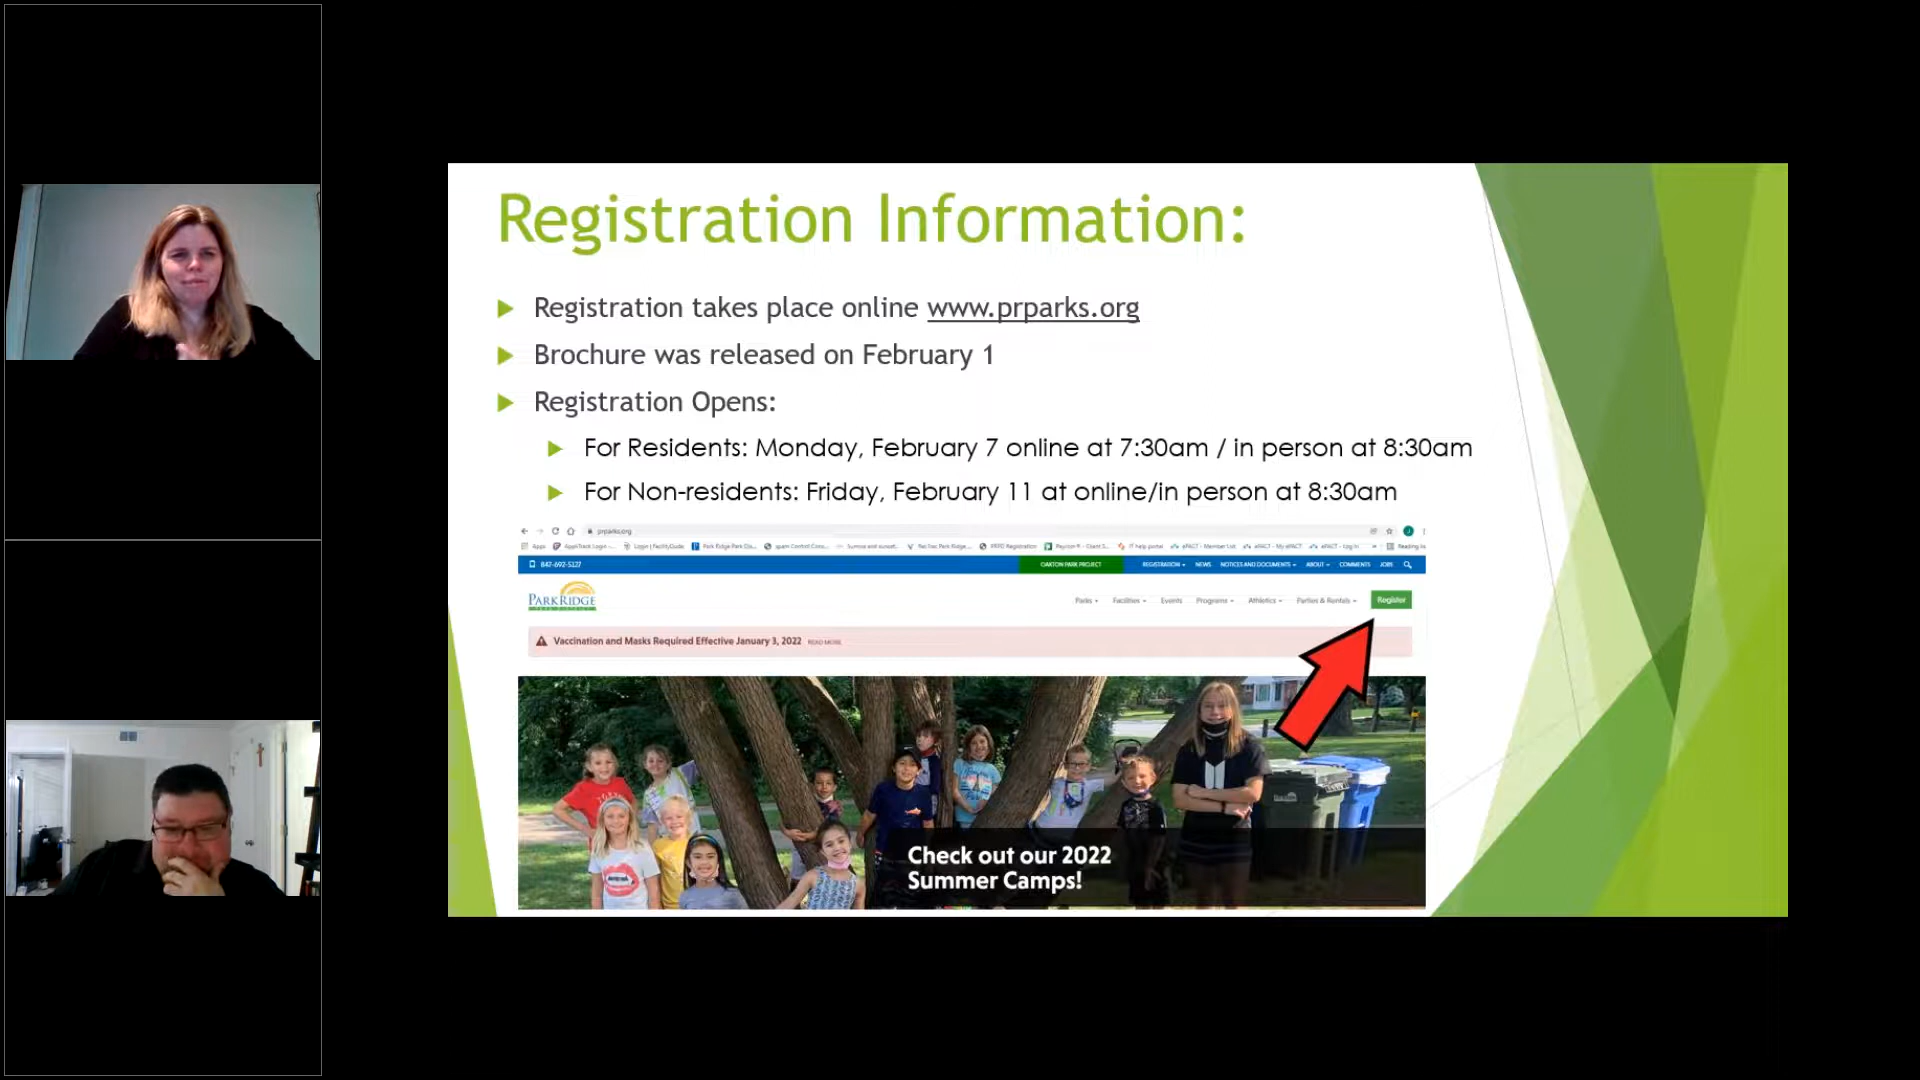 Registration Information:
Registration takes place online www.prparks.org
Brochure was released on February 1
Registration Opens:
For Residents: Monday, February 7 online at 7:30am / in person at 8:30am
For Non-residents: Friday, February 11 at online/in person at 8:30am
prparks.org
Apps
847-692-5127
OAKTON PARK PROJECT
REGISTRATION
NEWS
NOTICES AND DOCUMENTS
ABOUT
COMMENTS
JOBS
PARK RIDGE
Parks
Facilities
Events
Programs
Athletics
Parties & Rentals
Register
Vaccination and Masks Required Effective January 3, 2022 READ MORE
Check out our 2022
Summer Camps!